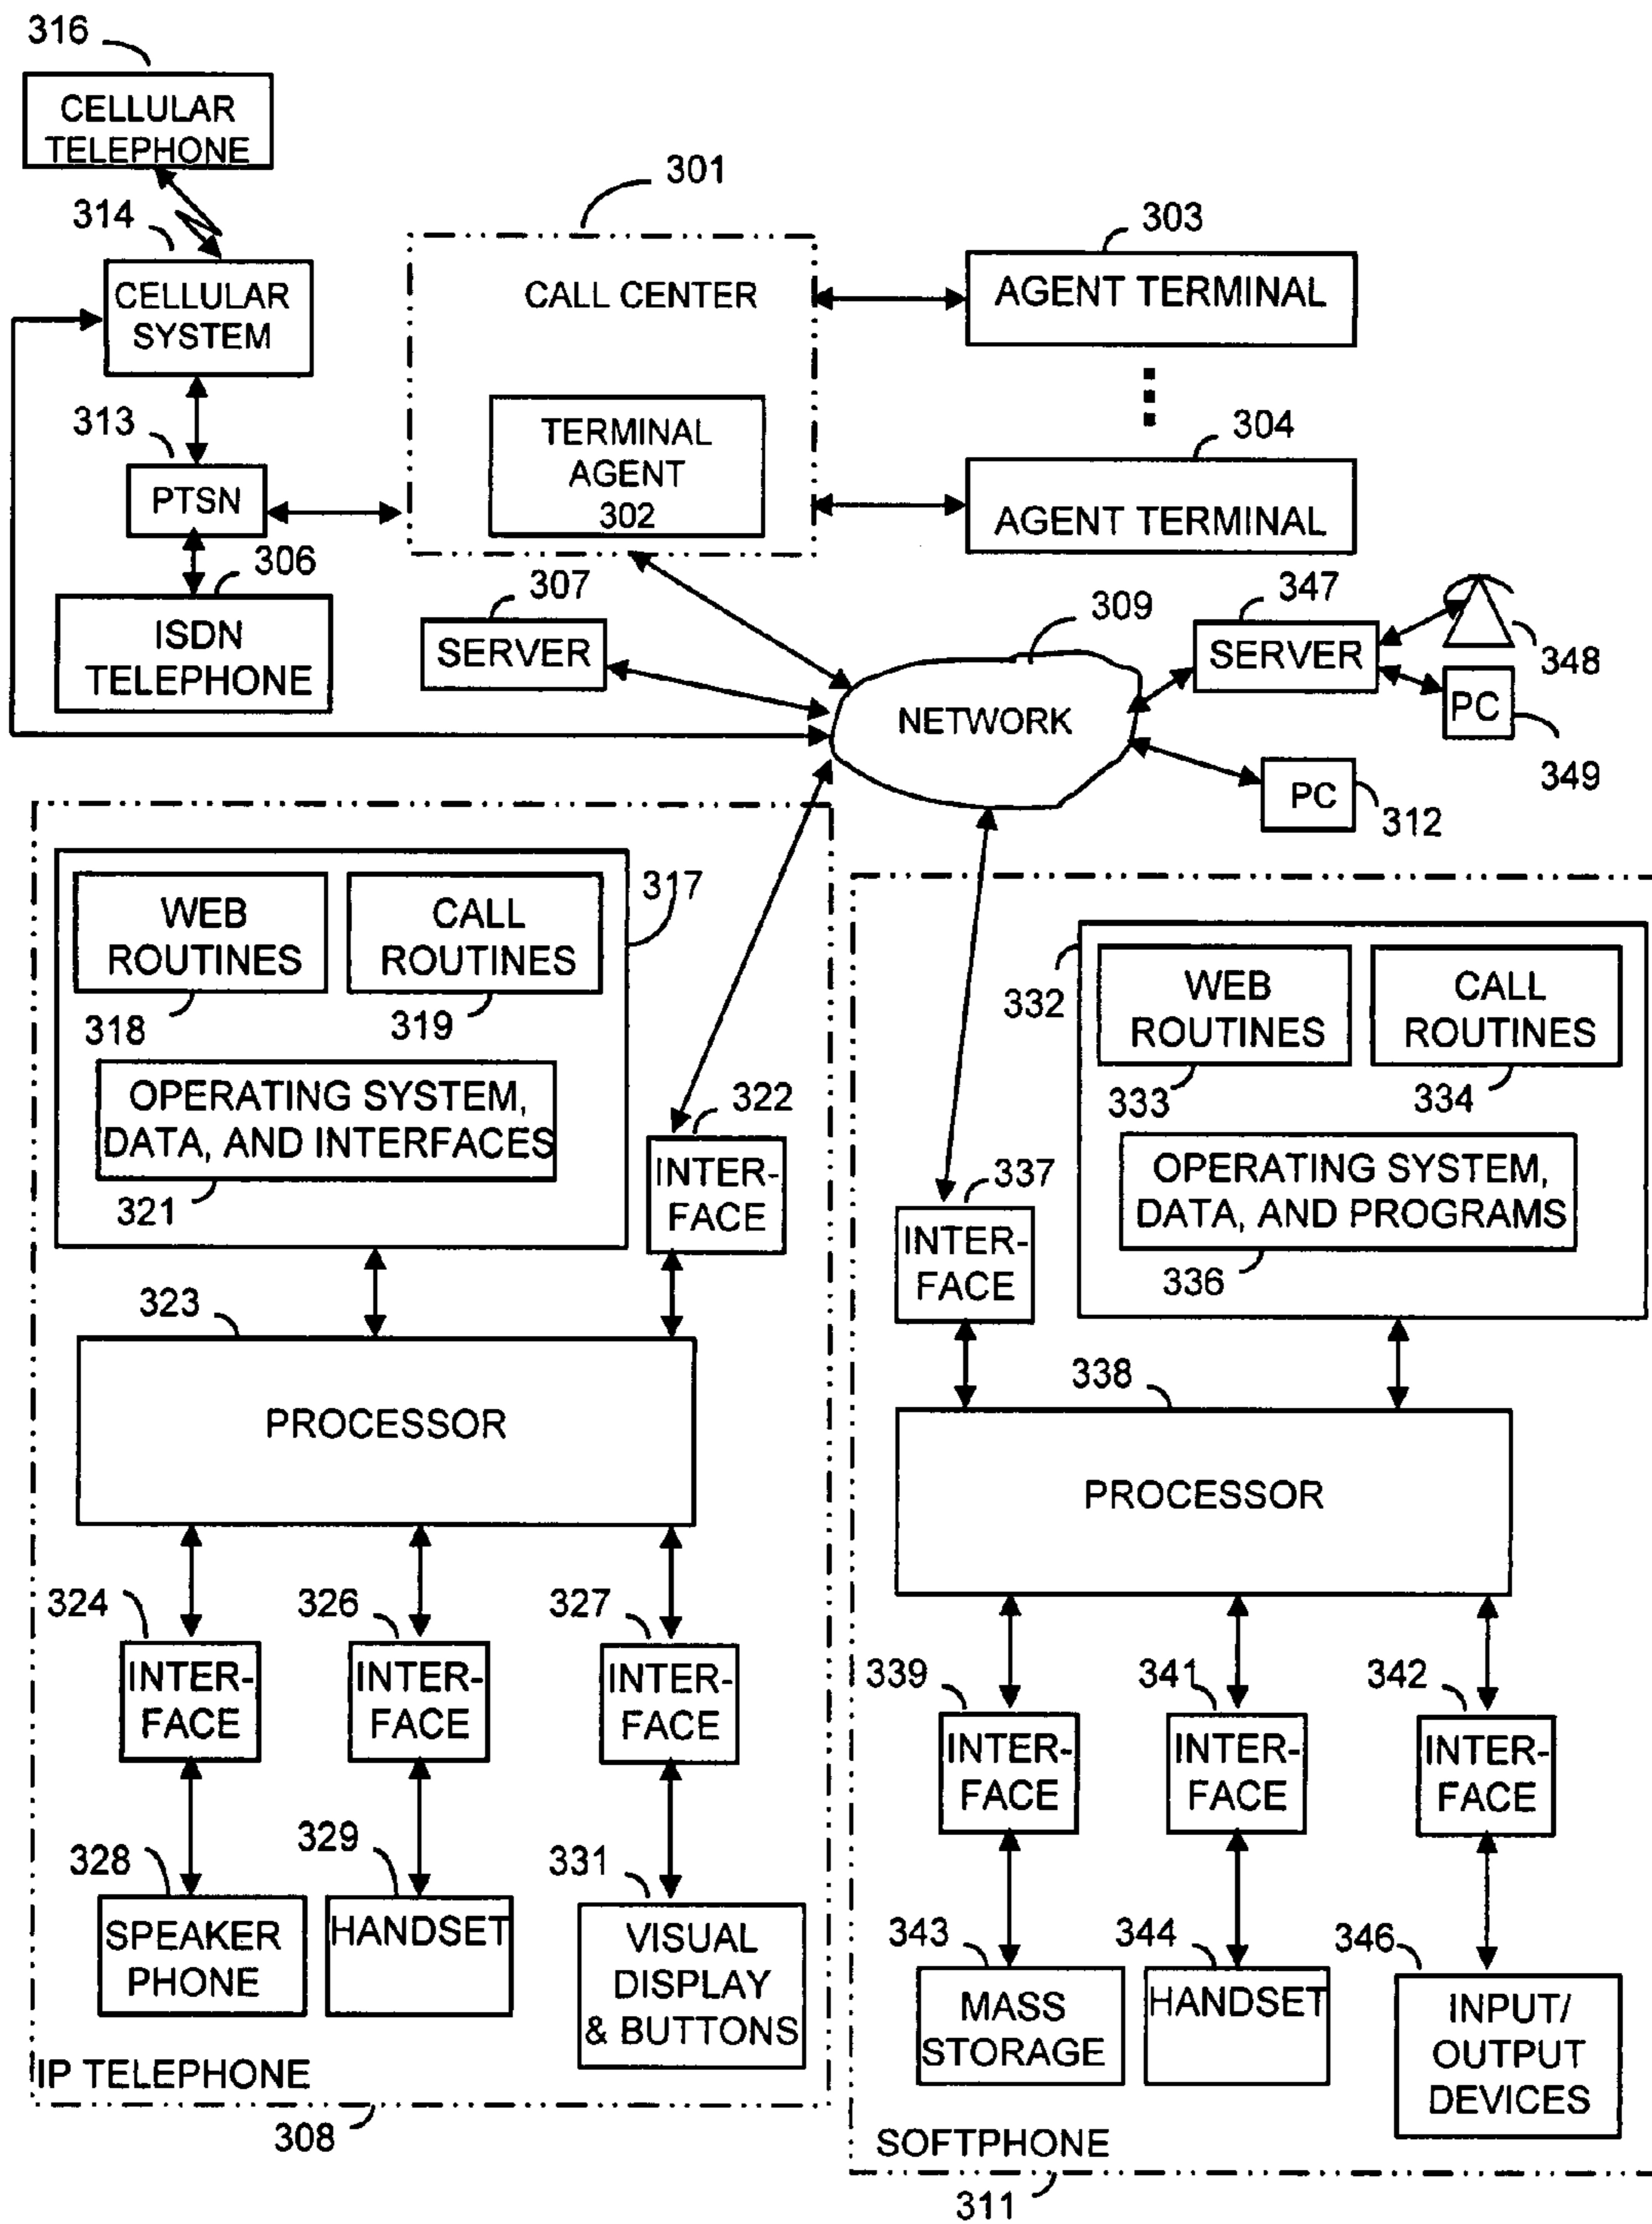 316
CELLULAR
TELEPHONE
314
CELLULAR
SYSTEM
313
PTSN
306
ISDN
TELEPHONE
301
CALL CENTER
TERMINAL
AGENT
302
303
AGENT TERMINAL
304
AGENT TERMINAL
307
SERVER
309
NETWORK
347
SERVER
348
PC
349
PC
312
317
WEB
ROUTINES
318
CALL
ROUTINES
319
OPERATING SYSTEM,
DATA, AND INTERFACES
321
322
INTER-
FACE
323
PROCESSOR
324
INTER-
FACE
326
INTER-
FACE
327
INTER-
FACE
328
SPEAKER
PHONE
329
HANDSET
331
VISUAL
DISPLAY
& BUTTONS
IP TELEPHONE
308
332
WEB
ROUTINES
333
CALL
ROUTINES
334
OPERATING SYSTEM,
DATA, AND PROGRAMS
336
337
INTER-
FACE
338
PROCESSOR
339
INTER-
FACE
341
INTER-
FACE
342
INTER-
FACE
343
MASS
STORAGE
344
HANDSET
346
INPUT/
OUTPUT
DEVICES
SOFTPHONE
311